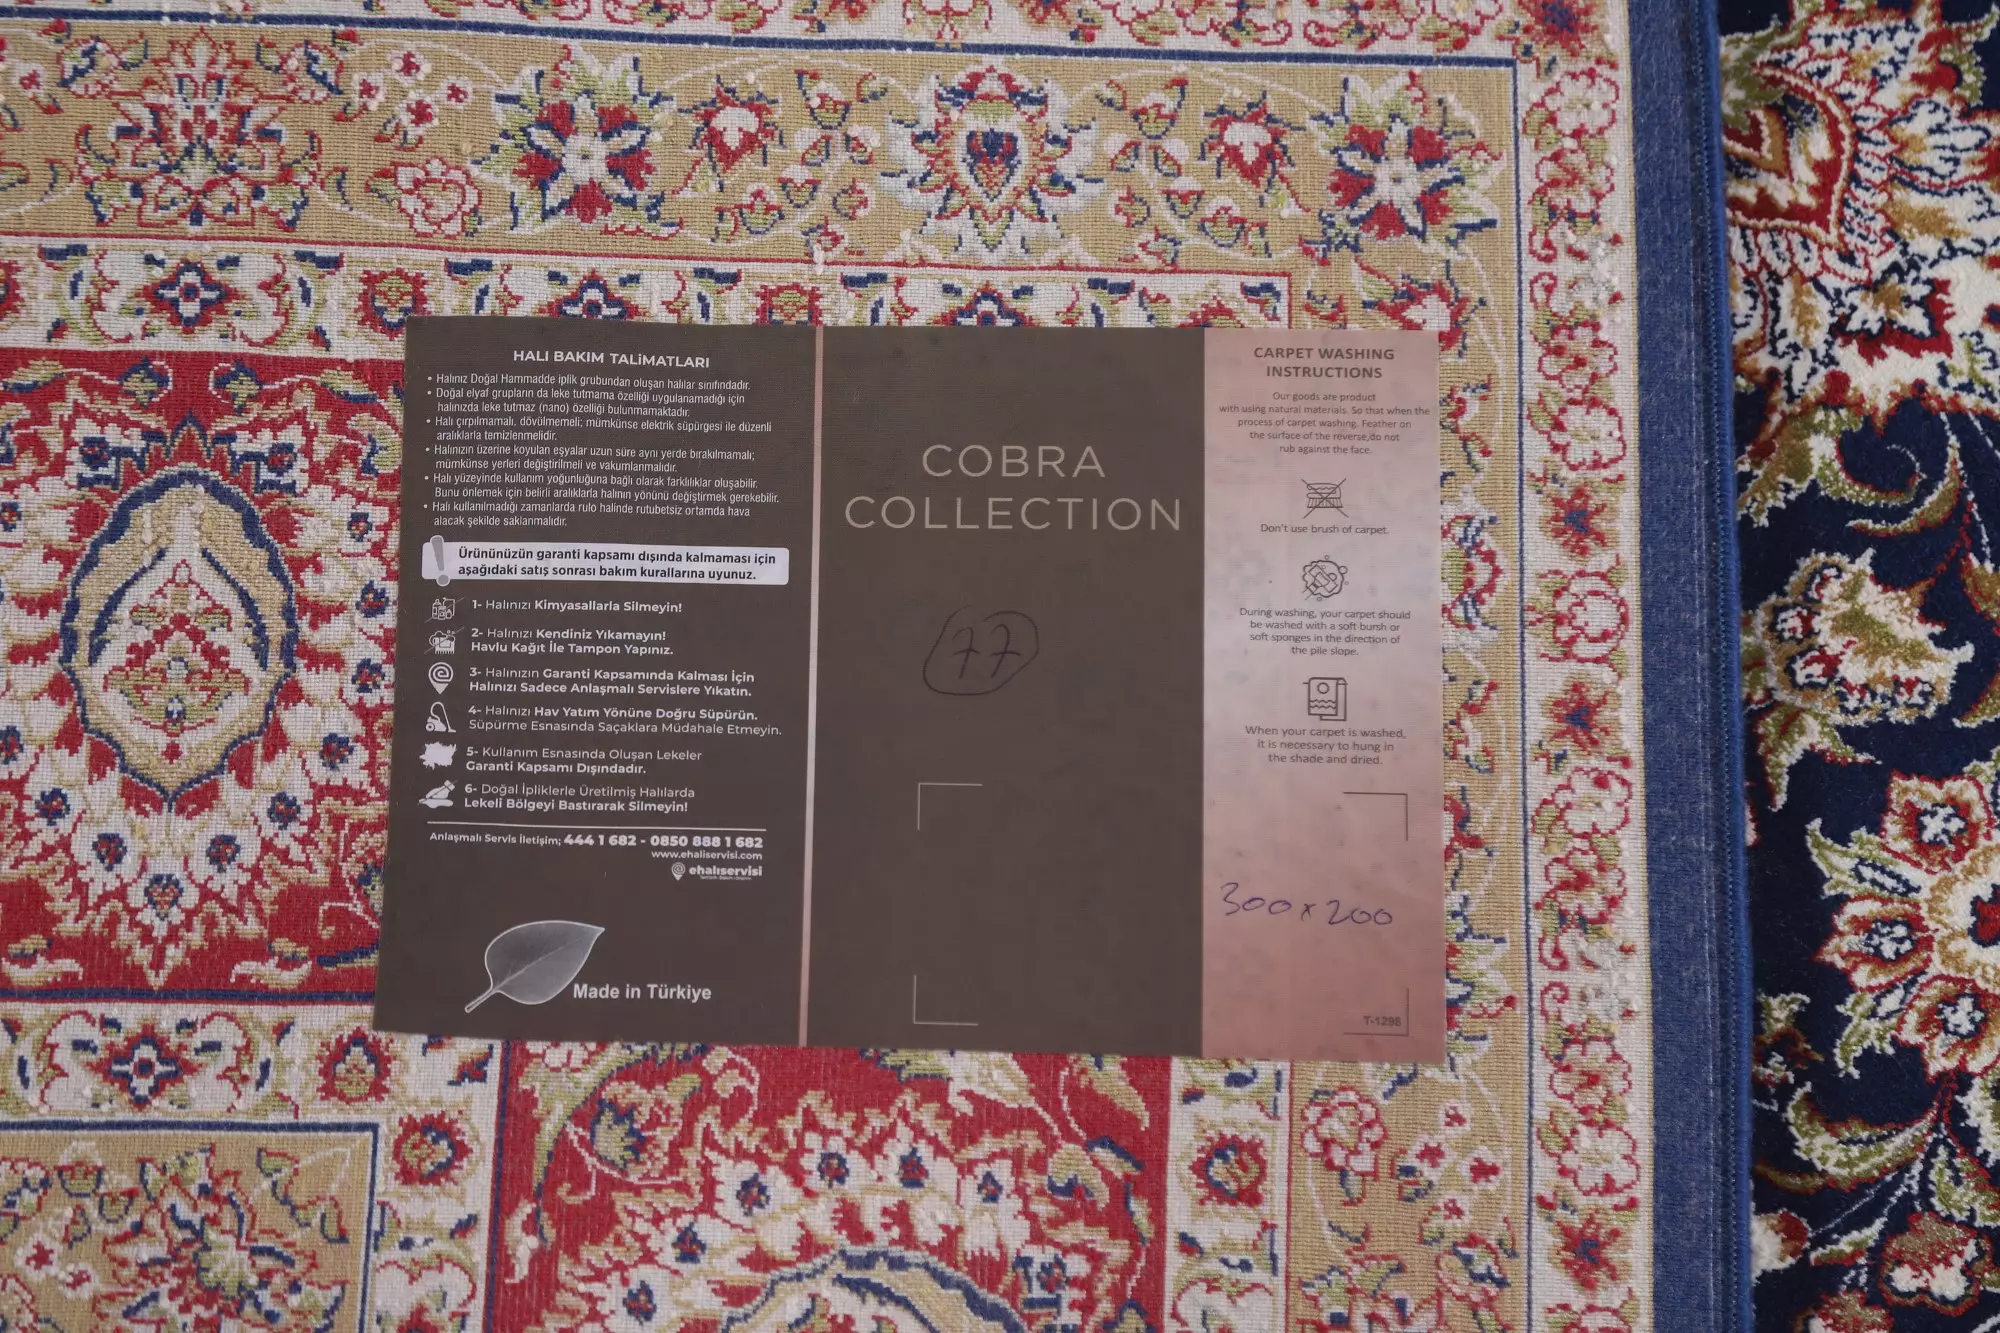 HALI BAKIM TALİMATLARI
• Halınız Doğal Hammadde iplik grubundan oluşan halılar sınıfındadır.
• Doğal elyaf grupların da leke tutmama özelliği uygulanamadığı için
halınızda leke tutmaz (nano) özelliği bulunmamaktadır.
• Halı çırpılmamalı, dövülmemeli; mümkünse elektrik süpürgesi ile düzenli
aralıklarla temizlenmelidir.
• Halınızın üzerine koyulan eşyalar uzun süre aynı yerde bırakılmamalı;
mümkünse yerleri değiştirilmeli ve vakumlanmalıdır.
• Halı yüzeyinde kullanım yoğunluğuna bağlı olarak farklılıklar oluşabilir.
Bunu önlemek için belirli aralıklarla halının yönünü değiştirmek gerekebilir.
• Halı kullanılmadığı zamanlarda rulo halinde rutubetsiz ortamda hava
alacak şekilde saklanmalıdır.
Ürününüzün garanti kapsamı dışında kalmaması için
aşağıdaki satış sonrası bakım kurallarına uyunuz.
1- Halınızı Kimyasallarla Silmeyin!
2- Halınızı Kendiniz Yıkamayın!
Havlu Kağıt İle Tampon Yapınız.
3- Halınızın Garanti Kapsamında Kalması İçin
Halınızı Sadece Anlaşmalı Servislere Yıkatın.
4- Halınızı Hav Yatım Yönüne Doğru Süpürün.
Süpürme Esnasında Saçaklara Müdahale Etmeyin.
5- Kullanım Esnasında Oluşan Lekeler
Garanti Kapsamı Dışındadır.
6- Doğal İpliklerle Üretilmiş Halılarda
Lekeli Bölgeyi Bastırarak Silmeyin!
Anlaşmalı Servis İletişim; 444 1 682 - 0850 888 1 682
www.ehaliservisi.com
ehalıservisi
Made in Türkiye
COBRA
COLLECTION
77
CARPET WASHING
INSTRUCTIONS
Our goods are product
with using natural materials. So that when the
process of carpet washing. Feather on
the surface of the reverse,do not
rub against the face.
Don't use brush of carpet.
During washing, your carpet should
be washed with a soft bursh or
soft sponges in the direction of
the pile slope.
When your carpet is washed,
it is necessary to hung in
the shade and dried.
300x200
T-1296